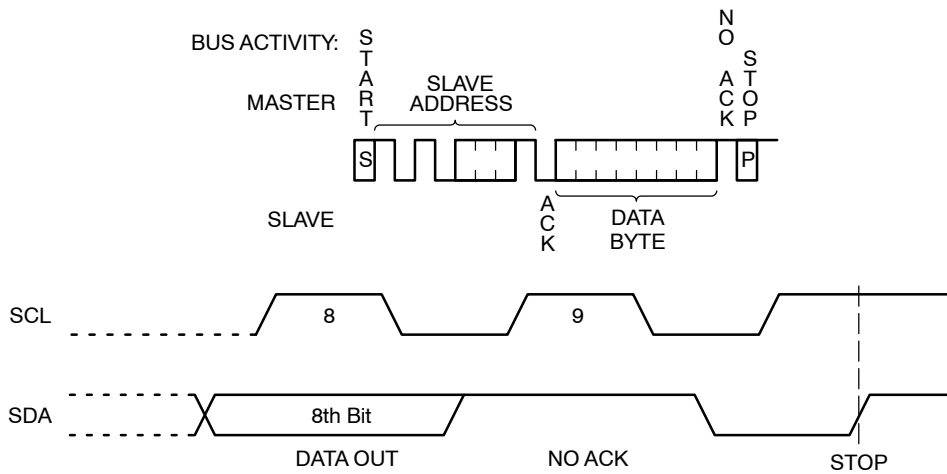 BUS ACTIVITY:
MASTER
START
SLAVE
ADDRESS
NO ACK
STOP
S
P
SLAVE
ACK
DATA
BYTE
SCL
8
9
SDA
8th Bit
DATA OUT
NO ACK
STOP